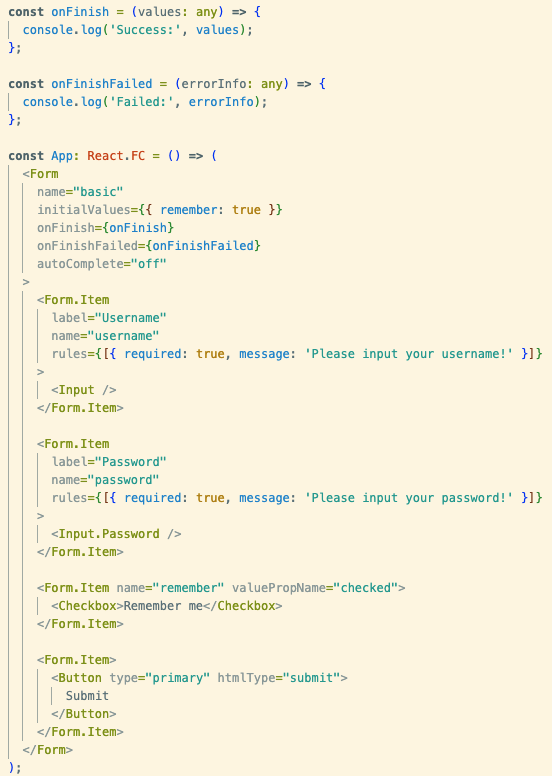 const onFinish = (values: any) => {
  console.log('Success:', values);
};

const onFinishFailed = (errorInfo: any) => {
  console.log('Failed:', errorInfo);
};

const App: React.FC = () => (
  <Form
    name="basic"
    initialValues={{ remember: true }}
    onFinish={onFinish}
    onFinishFailed={onFinishFailed}
    autoComplete="off"
  >
    <Form.Item
      label="Username"
      name="username"
      rules={[{ required: true, message: 'Please input your username!' }]}
    >
      <Input />
    </Form.Item>

    <Form.Item
      label="Password"
      name="password"
      rules={[{ required: true, message: 'Please input your password!' }]}
    >
      <Input.Password />
    </Form.Item>

    <Form.Item name="remember" valuePropName="checked">
      <Checkbox>Remember me</Checkbox>
    </Form.Item>

    <Form.Item>
      <Button type="primary" htmlType="submit">
        Submit
      </Button>
    </Form.Item>
  </Form>
);